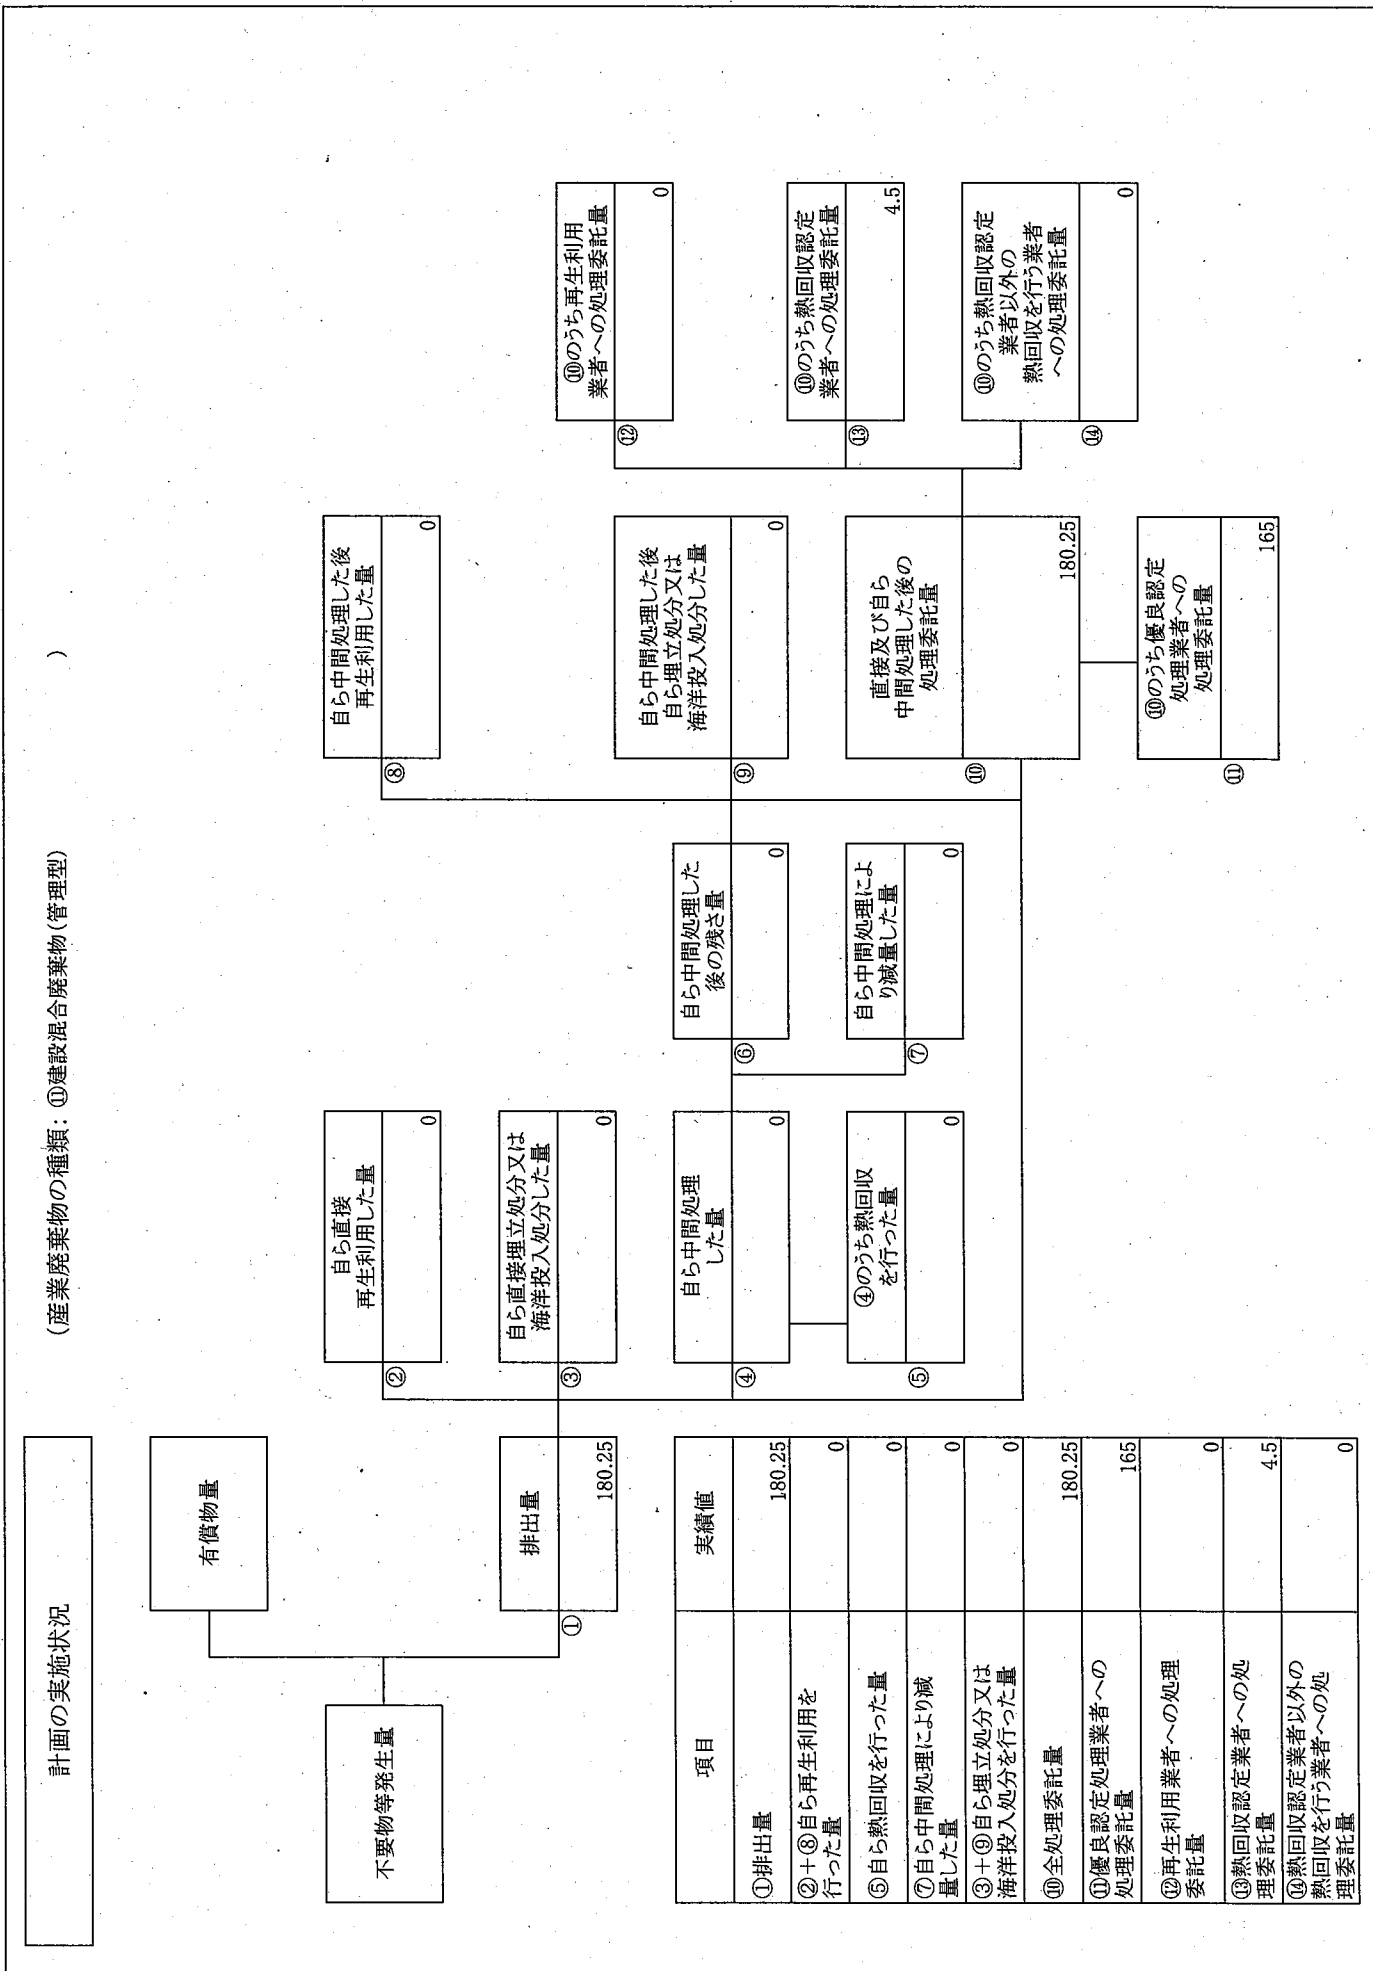 計画の実施状況
(産業廃棄物の種類: ⑪建設混合廃棄物(管理型) )
不要物等発生量
有償物量
①
排出量
180.25
②
自ら直接
再生利用した量
0
③
自ら直接埋立処分又は
海洋投入処分した量
0
④
自ら中間処理
した量
0
⑤
④のうち熱回収
を行った量
0
⑥
自ら中間処理した
後の残さ量
0
⑦
自ら中間処理によ
り減量した量
0
⑧
自ら中間処理した後
再生利用した量
0
⑨
自ら中間処理した後
自ら埋立処分又は
海洋投入処分した量
0
⑩
直接及び自ら
中間処理した後の
処理委託量
180.25
⑪
⑩のうち優良認定
処理業者への
処理委託量
165
⑫
⑩のうち再生利用
業者への処理委託量
0
⑬
⑩のうち熱回収認定
業者への処理委託量
4.5
⑭
⑩のうち熱回収認定
業者以外の
熱回収を行う業者
への処理委託量
0
項目 実績値
①排出量 180.25
②+⑧自ら再生利用を
行った量 0
⑤自ら熱回収を行った量 0
⑦自ら中間処理により減
量した量 0
③+⑨自ら埋立処分又は
海洋投入処分を行った量 0
⑩全処理委託量 180.25
⑪優良認定処理業者への
処理委託量 165
⑫再生利用業者への処理
委託量 0
⑬熱回収認定業者への処
理委託量 4.5
⑭熱回収認定業者以外の
熱回収を行う業者への処
理委託量 0